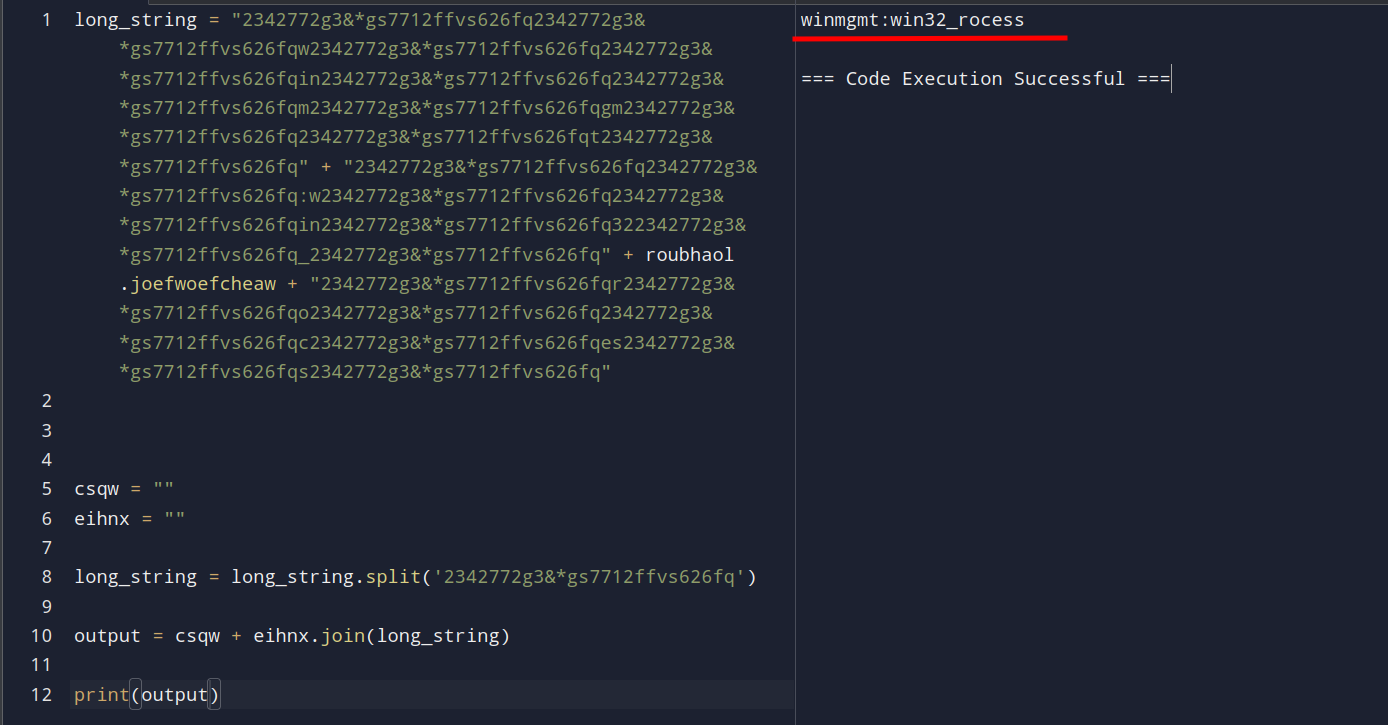 1 long_string = "2342772g3&*gs7712ffvs626fq2342772g3&
*gs7712ffvs626fqw2342772g3&*gs7712ffvs626fq2342772g3&
*gs7712ffvs626fqin2342772g3&*gs7712ffvs626fq2342772g3&
*gs7712ffvs626fqm2342772g3&*gs7712ffvs626fqgm2342772g3&
*gs7712ffvs626fq2342772g3&*gs7712ffvs626fqt2342772g3&
*gs7712ffvs626fq" + "2342772g3&*gs7712ffvs626fq2342772g3&
*gs7712ffvs626fq:w2342772g3&*gs7712ffvs626fq2342772g3&
*gs7712ffvs626fqin2342772g3&*gs7712ffvs626fq322342772g3&
*gs7712ffvs626fq_2342772g3&*gs7712ffvs626fq" + roubhaol
.joefwoefcheaw + "2342772g3&*gs7712ffvs626fqr2342772g3&
*gs7712ffvs626fqo2342772g3&*gs7712ffvs626fq2342772g3&
*gs7712ffvs626fqc2342772g3&*gs7712ffvs626fqes2342772g3&
*gs7712ffvs626fqs2342772g3&*gs7712ffvs626fq"
2
3
4
5 csqw = ""
6 eihnx = ""
7
8 long_string = long_string.split('2342772g3&*gs7712ffvs626fq')
9
10 output = csqw + eihnx.join(long_string)
11
12 print(output)
winmgmt:win32_rocess
=== Code Execution Successful ===